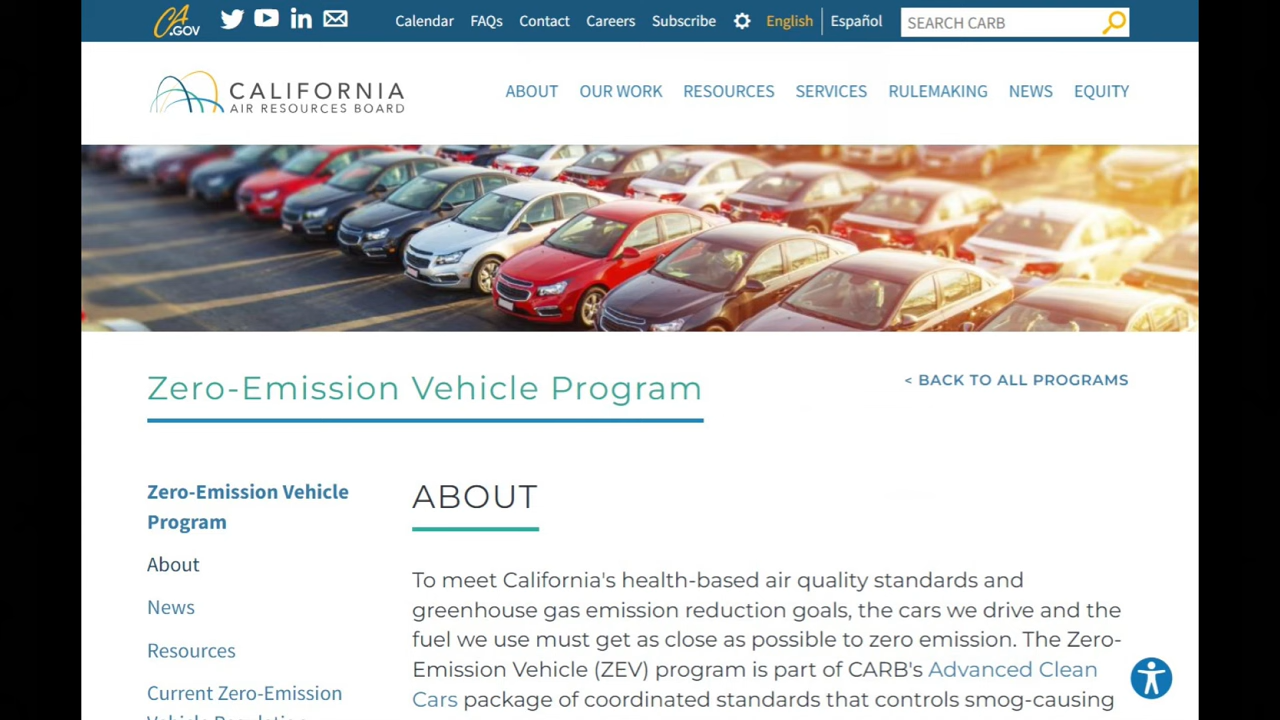 CA.GOV
Calendar FAQs Contact Careers Subscribe English Español SEARCH CARB
CALIFORNIA
AIR RESOURCES BOARD
ABOUT OUR WORK RESOURCES SERVICES RULEMAKING NEWS EQUITY
Zero-Emission Vehicle Program
< BACK TO ALL PROGRAMS
Zero-Emission Vehicle
Program
About
News
Resources
Current Zero-Emission
Vehicle Regulation
ABOUT
To meet California's health-based air quality standards and
greenhouse gas emission reduction goals, the cars we drive and the
fuel we use must get as close as possible to zero emission. The Zero-
Emission Vehicle (ZEV) program is part of CARB's Advanced Clean
Cars package of coordinated standards that controls smog-causing